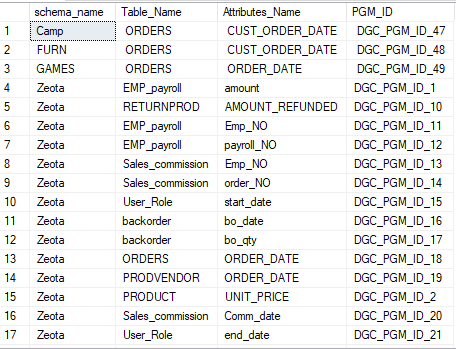 schema_name Table_Name Attributes_Name PGM_ID
1 Camp ORDERS CUST_ORDER_DATE DGC_PGM_ID_47
2 FURN ORDERS CUST_ORDER_DATE DGC_PGM_ID_48
3 GAMES ORDERS ORDER_DATE DGC_PGM_ID_49
4 Zeota EMP_payroll amount DGC_PGM_ID_1
5 Zeota RETURNPROD AMOUNT_REFUNDED DGC_PGM_ID_10
6 Zeota EMP_payroll Emp_NO DGC_PGM_ID_11
7 Zeota EMP_payroll payroll_NO DGC_PGM_ID_12
8 Zeota Sales_commission Emp_NO DGC_PGM_ID_13
9 Zeota Sales_commission order_NO DGC_PGM_ID_14
10 Zeota User_Role start_date DGC_PGM_ID_15
11 Zeota backorder bo_date DGC_PGM_ID_16
12 Zeota backorder bo_qty DGC_PGM_ID_17
13 Zeota ORDERS ORDER_DATE DGC_PGM_ID_18
14 Zeota PRODVENDOR ORDER_DATE DGC_PGM_ID_19
15 Zeota PRODUCT UNIT_PRICE DGC_PGM_ID_2
16 Zeota Sales_commission Comm_date DGC_PGM_ID_20
17 Zeota User_Role end_date DGC_PGM_ID_21